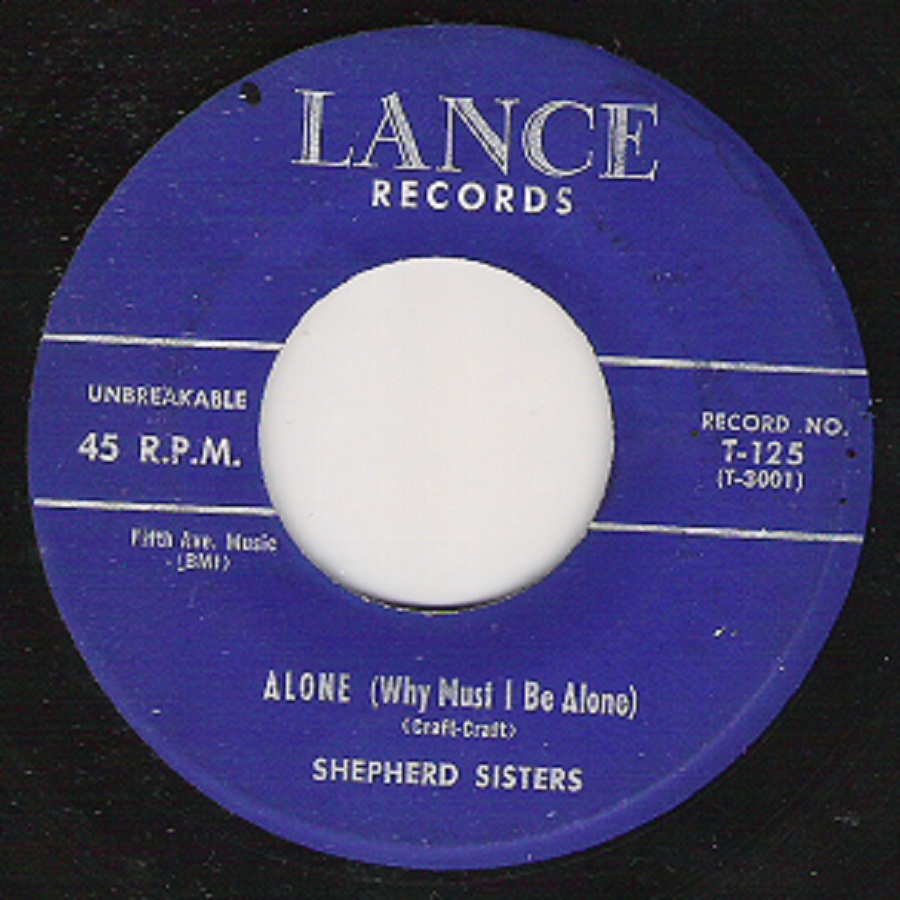 LANCE
RECORDS
UNBREAKABLE
45 R.P.M.
RECORD NO.
T-125
(T-3001)
Fifth Ave. Music
(BMI)
ALONE (Why Must I Be Alone)
(Craft-Craft)
SHEPHERD SISTERS